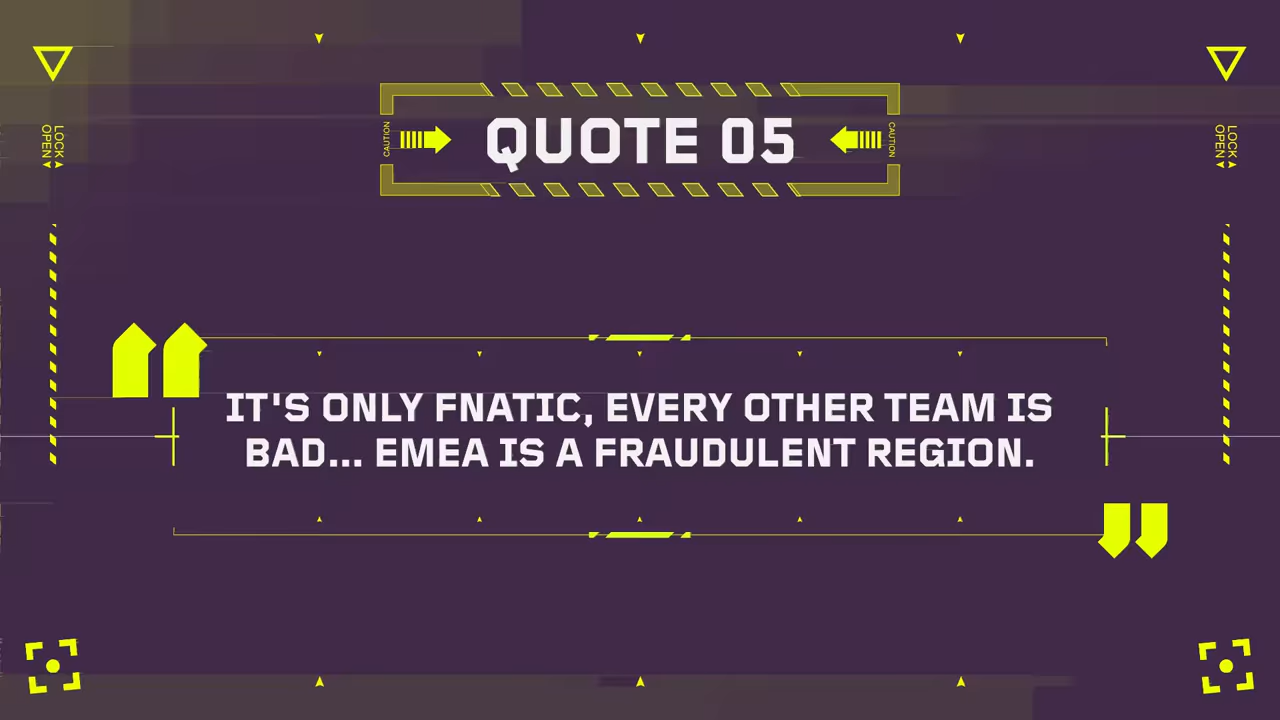 QUOTE 05
CAUTION
CAUTION
LOCK
OPEN
LOCK
OPEN
IT'S ONLY FNATIC, EVERY OTHER TEAM IS
BAD... EMEA IS A FRAUDULENT REGION.